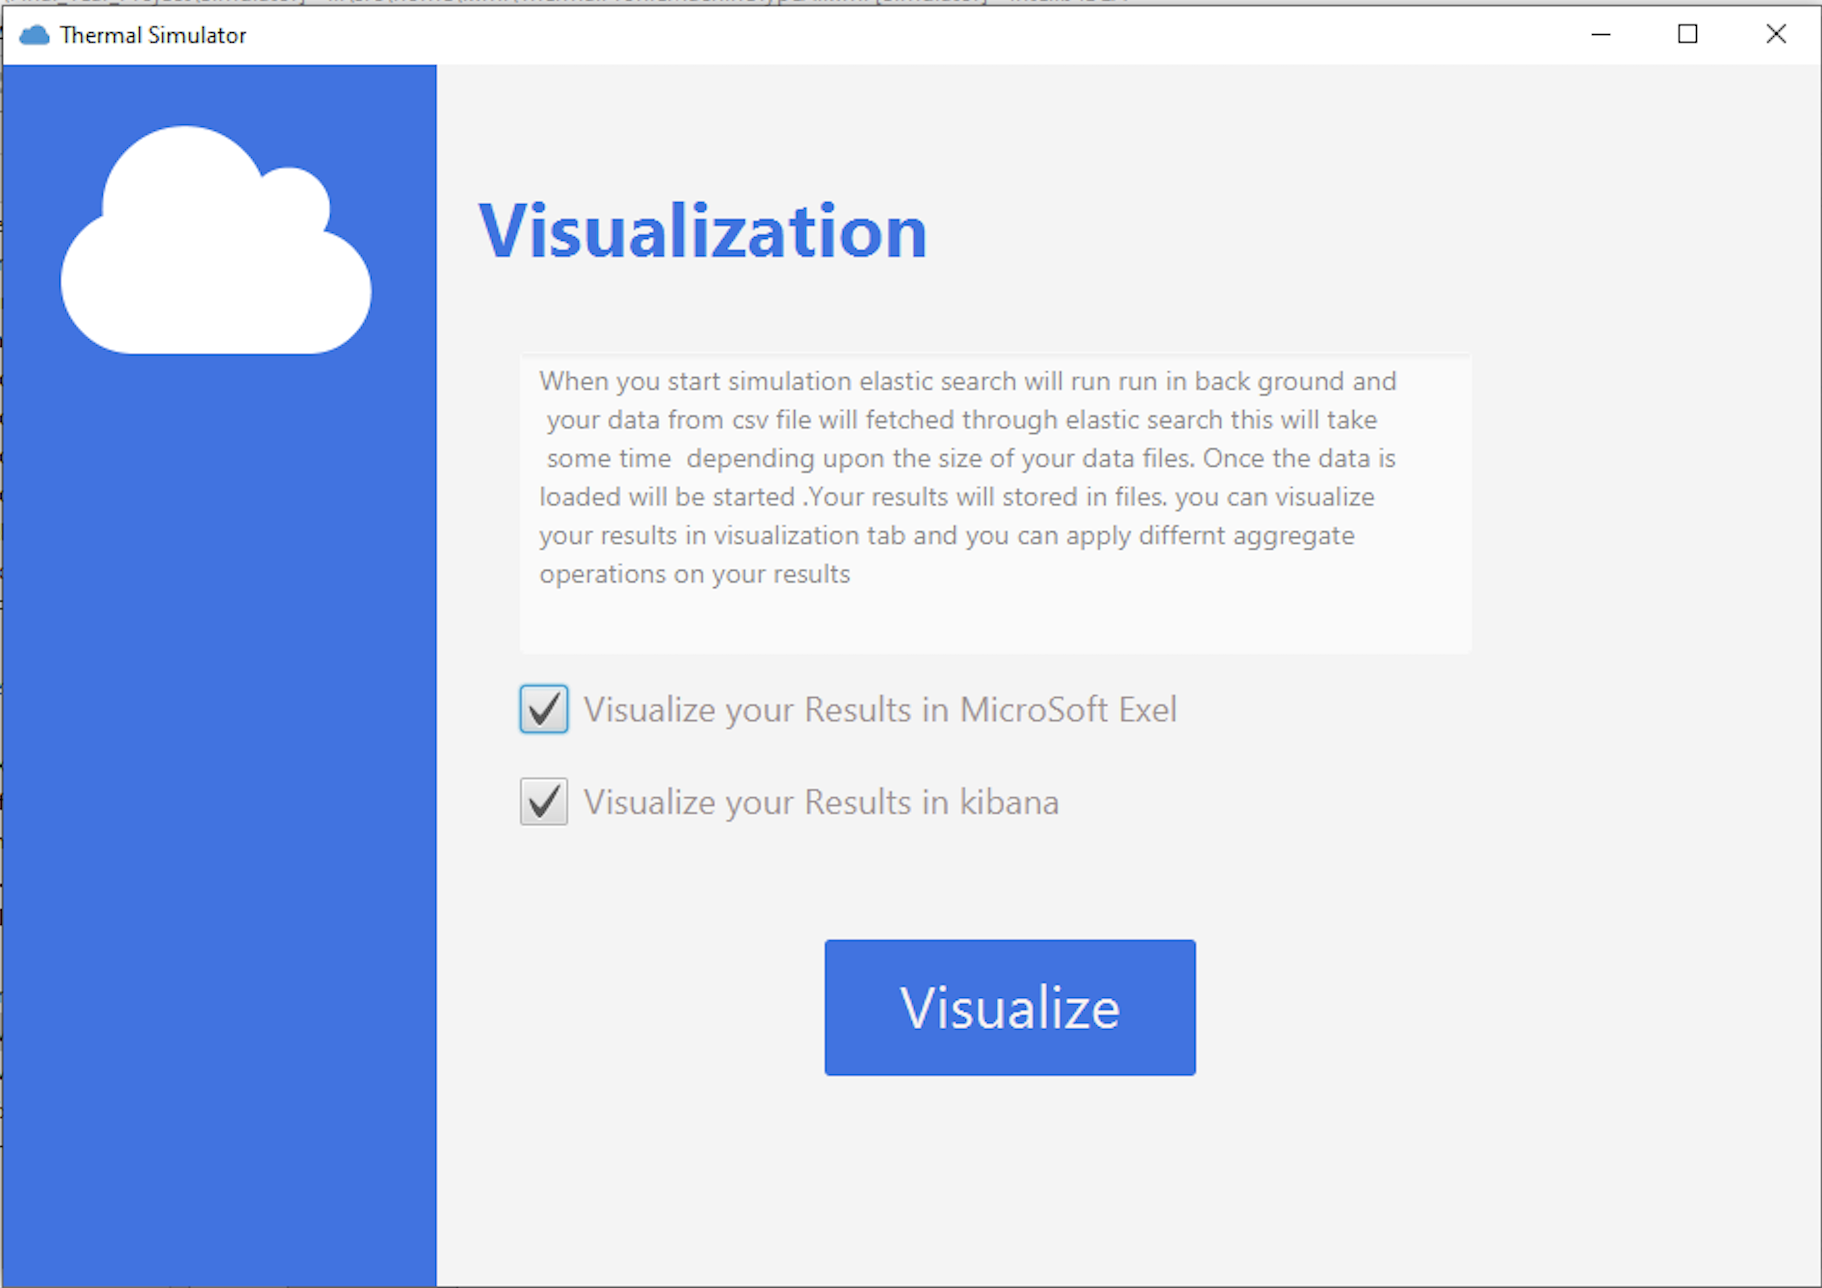 Thermal Simulator
Visualization
When you start simulation elastic search will run run in back ground and
your data from csv file will fetched through elastic search this will take
some time  depending upon the size of your data files. Once the data is
loaded will be started .Your results will stored in files. you can visualize
your results in visualization tab and you can apply differnt aggregate
operations on your results
Visualize your Results in MicroSoft Exel
Visualize your Results in kibana
Visualize